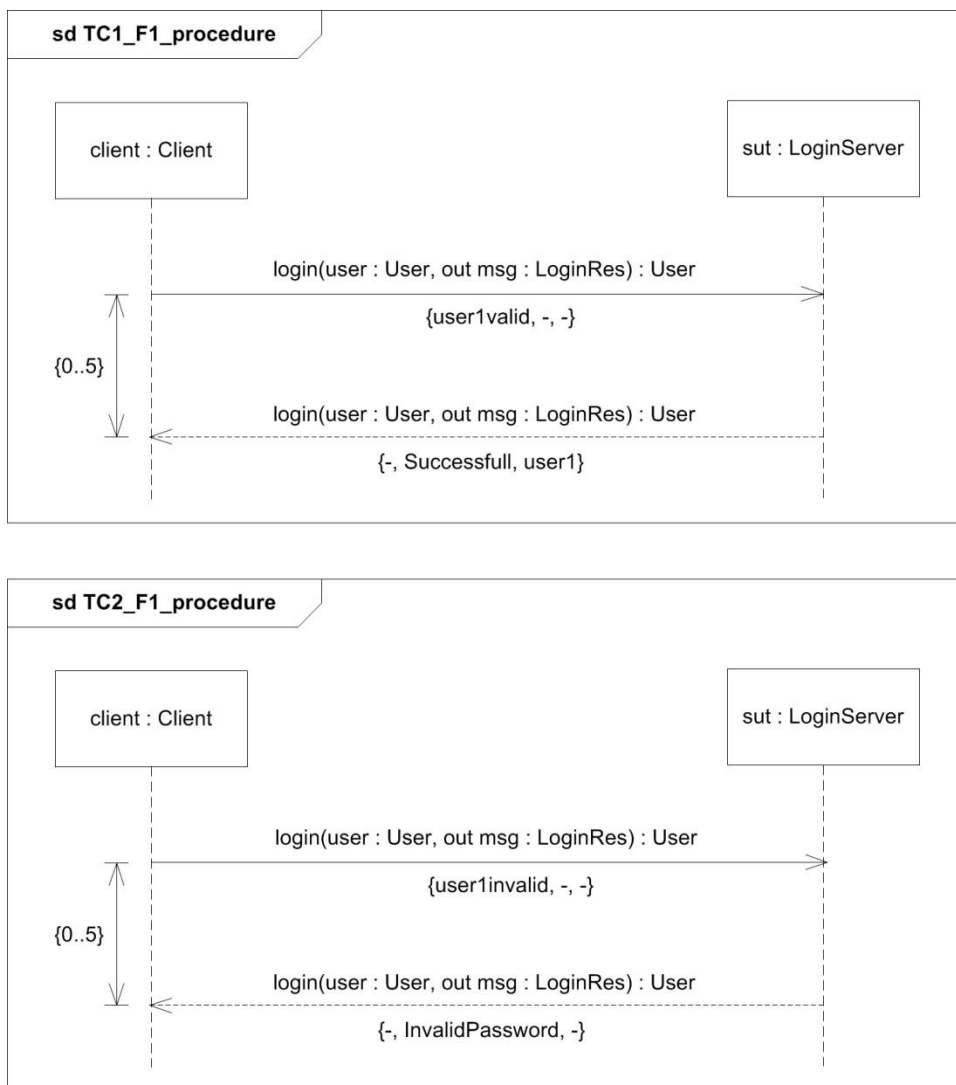 sd TC1_F1_procedure
client : Client
sut : LoginServer
login(user : User, out msg : LoginRes) : User
{user1valid, -, -}
{0..5}
login(user : User, out msg : LoginRes) : User
{-, Successfull, user1}
sd TC2_F1_procedure
client : Client
sut : LoginServer
login(user : User, out msg : LoginRes) : User
{user1invalid, -, -}
{0..5}
login(user : User, out msg : LoginRes) : User
{-, InvalidPassword, -}